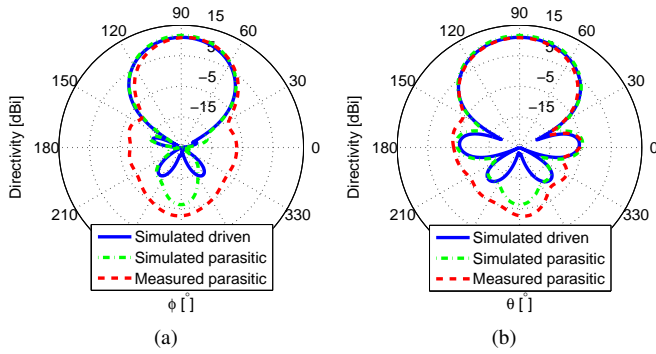 90
15
120
60
5
150
−5
30
−15
180
0
210
330
Directivity [dBi]
Simulated driven
Simulated parasitic
Measured parasitic
ϕ [°]
(a)
90
15
120
60
5
150
−5
30
−15
180
0
210
330
Directivity [dBi]
Simulated driven
Simulated parasitic
Measured parasitic
θ [°]
(b)